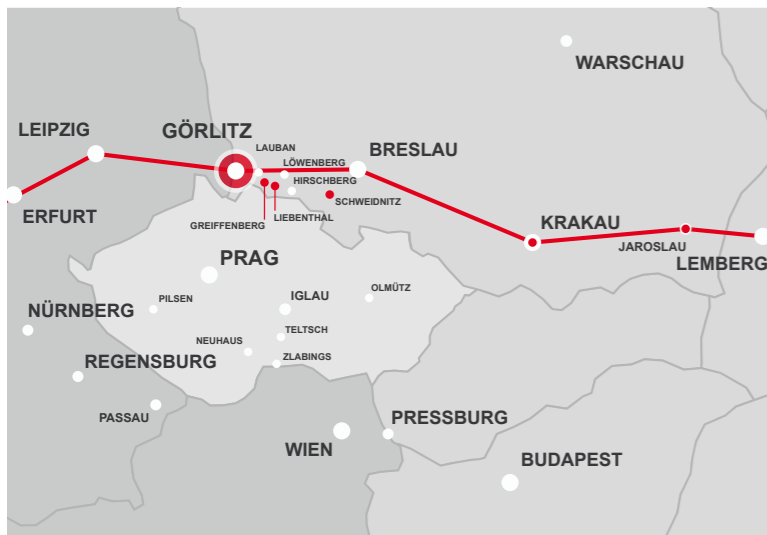 WARSCHAU
LEIPZIG
GÖRLITZ
LAUBAN
BRESLAU
LÖWENBERG
HIRSCHBERG
SCHWEIDNITZ
ERFURT
GREIFFENBERG
LIEBENTHAL
KRAKAU
JAROSLAU
LEMBERG
PRAG
OLMÜTZ
PILSEN
IGLAU
NÜRNBERG
TELTSCH
NEUHAUS
REGENSBURG
ZLABINGS
PASSAU
PRESSBURG
WIEN
BUDAPEST